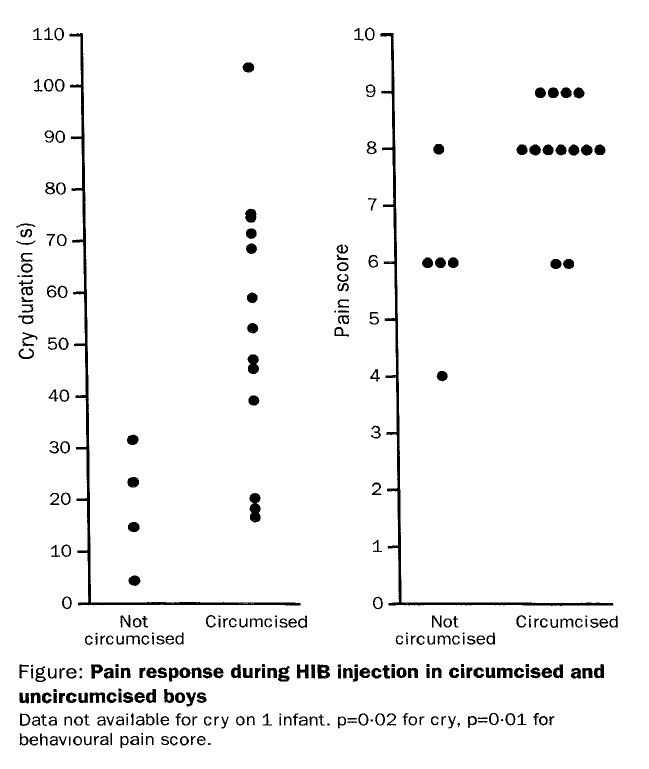 110
100
90
80
70
60
50
40
30
20
10
0
Cry duration (s)
Not
circumcised
Circumcised
10
9
8
7
6
5
4
3
2
1
0
Pain score
Not
circumcised
Circumcised
Figure: Pain response during HIB injection in circumcised and
uncircumcised boys
Data not available for cry on 1 infant. p=0·02 for cry, p=0·01 for
behavioural pain score.